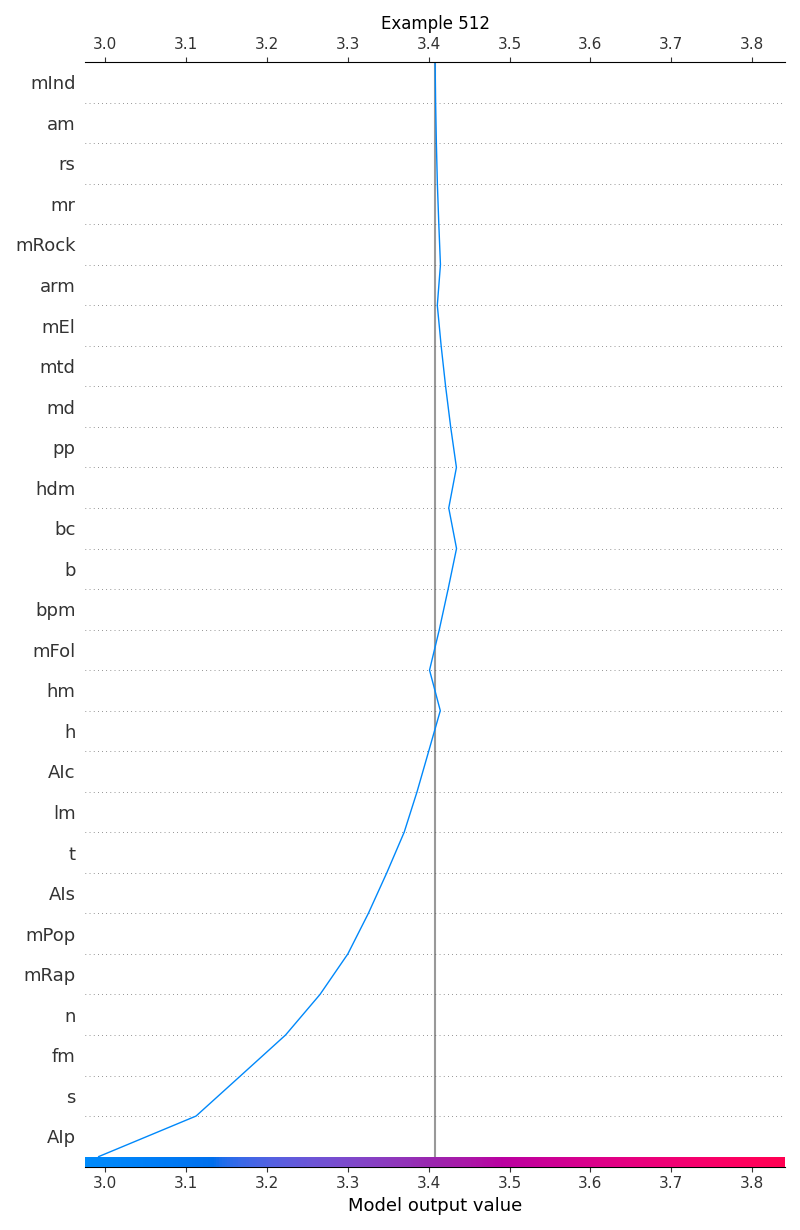 Example 512
3.0 3.1 3.2 3.3 3.4 3.5 3.6 3.7 3.8
mInd
am
rs
mr
mRock
arm
mEl
mtd
md
pp
hdm
bc
b
bpm
mFol
hm
h
AIc
lm
t
AIs
mPop
mRap
n
fm
s
AIp
3.0 3.1 3.2 3.3 3.4 3.5 3.6 3.7 3.8
Model output value